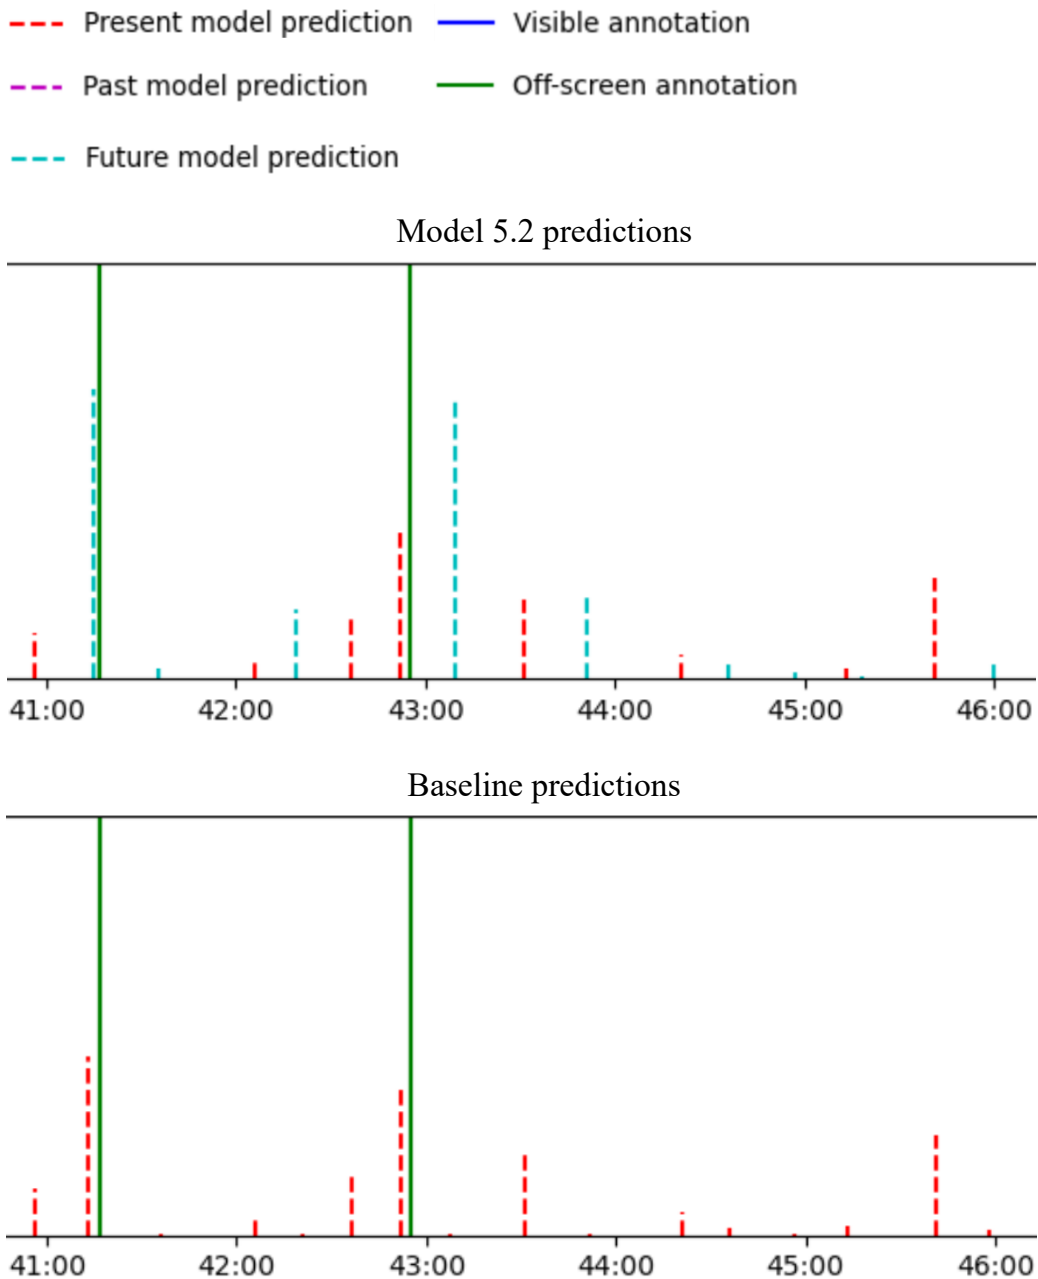 Present model prediction Visible annotation
Past model prediction Off-screen annotation
Future model prediction
Model 5.2 predictions
41:00 42:00 43:00 44:00 45:00 46:00
Baseline predictions
41:00 42:00 43:00 44:00 45:00 46:00